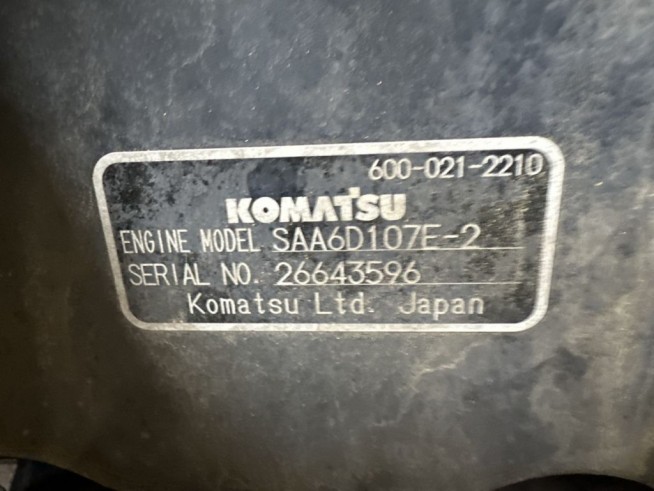 600-021-2210
KOMATSU
ENGINE MODEL SAA6D107E-2
SERIAL NO. 26643596
Komatsu Ltd. Japan